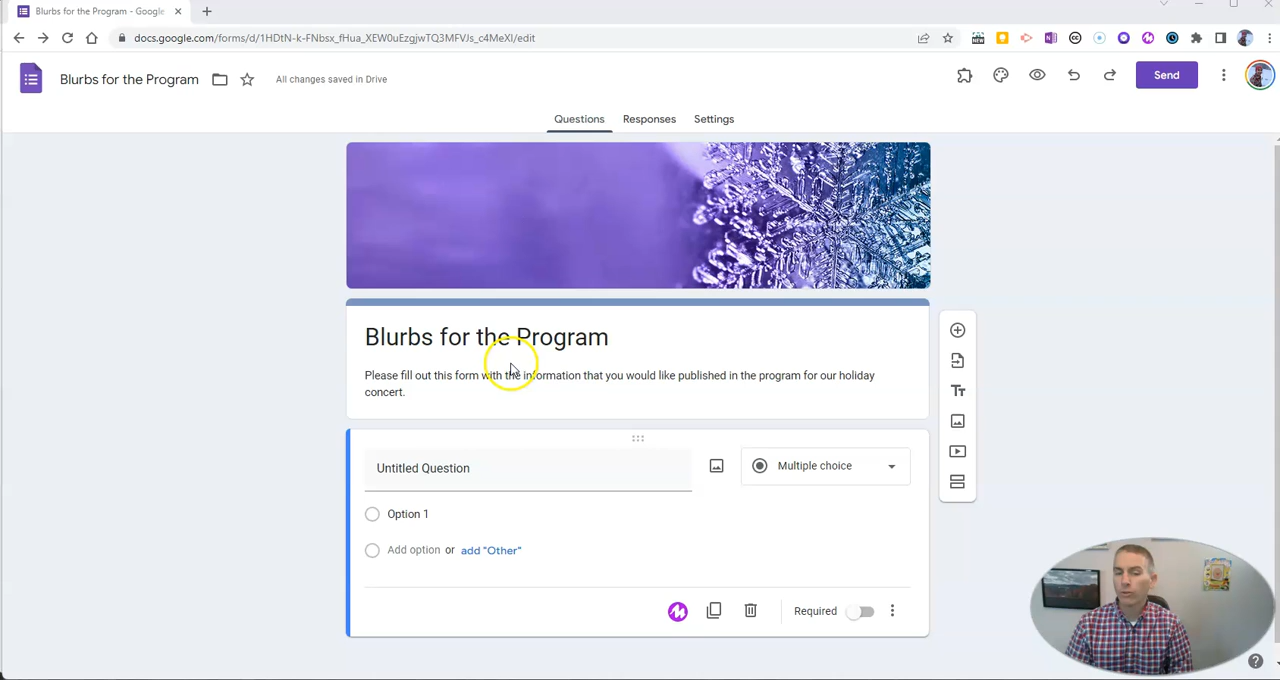 Blurbs for the Program - Google
docs.google.com/forms/d/1HDtN-k-FNbsx_fHua_XEW0uEzgjwTQ3MFVJs_c4MeXI/edit
Blurbs for the Program
All changes saved in Drive
Send
Questions Responses Settings
Blurbs for the Program
Please fill out this form with the information that you would like published in the program for our holiday
concert.
Untitled Question
Multiple choice
Option 1
Add option or add "Other"
Required